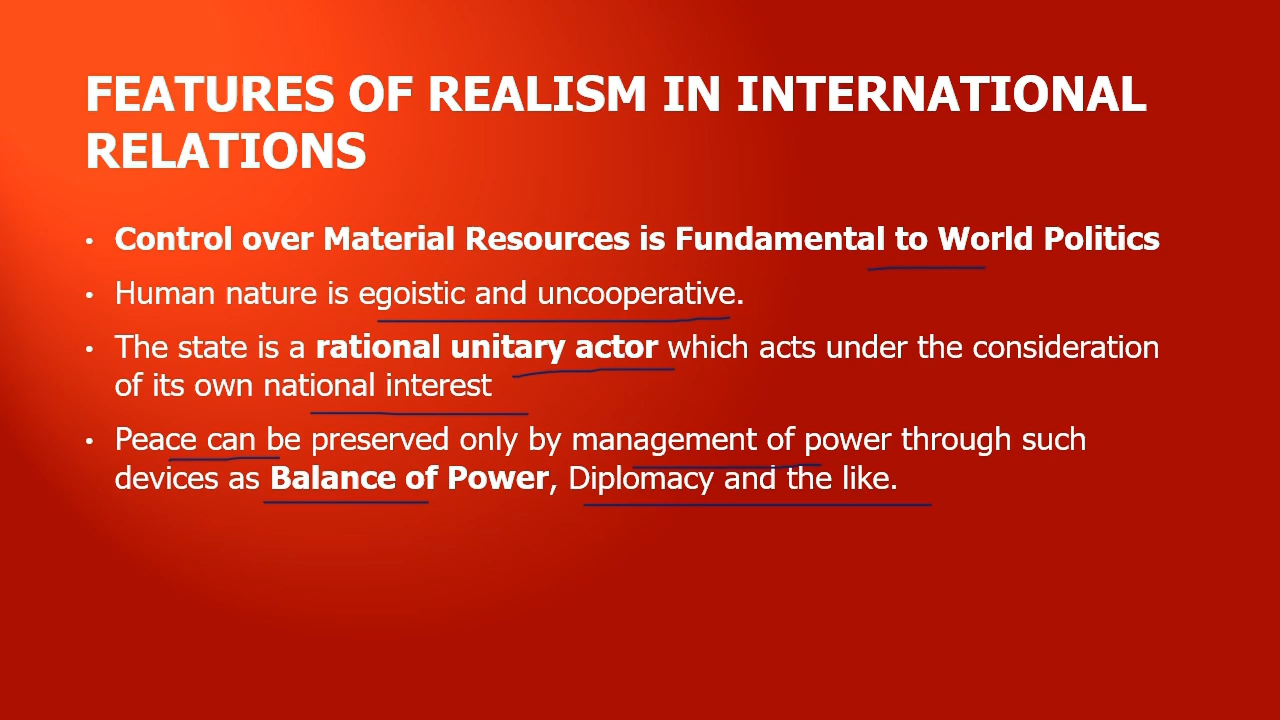 FEATURES OF REALISM IN INTERNATIONAL
RELATIONS
• Control over Material Resources is Fundamental to World Politics
• Human nature is egoistic and uncooperative.
• The state is a rational unitary actor which acts under the consideration
of its own national interest
• Peace can be preserved only by management of power through such
devices as Balance of Power, Diplomacy and the like.